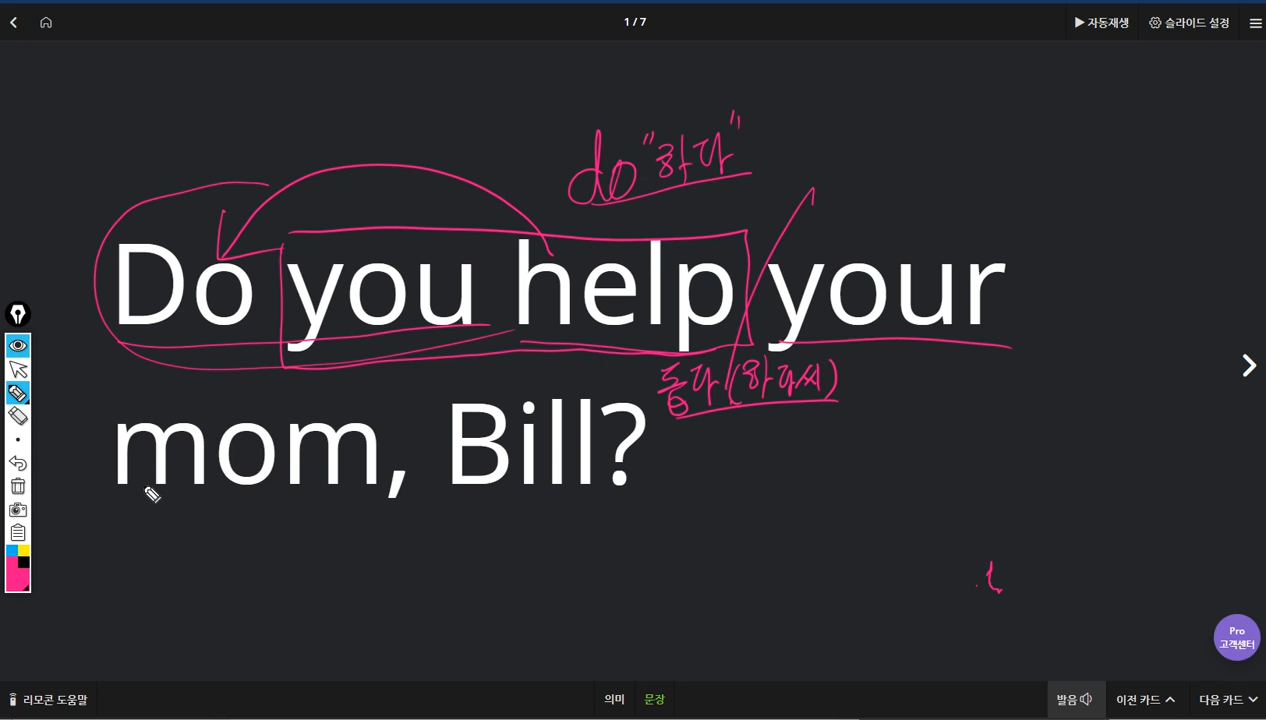 1 / 7
자동재생
슬라이드 설정
do "하다"
Do you help your
돕다 (하다씨)
mom, Bill?
Pro
고객센터
리모콘 도움말
의미
문장
발음
이전 카드
다음 카드